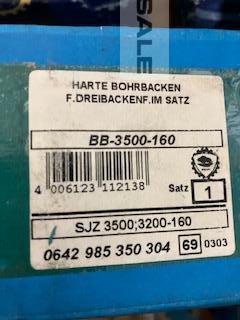 SALE
HARTE BOHRBACKEN
F.DREIBACKENF.IM SATZ
BB-3500-160
4 006123 112138
Satz 1
SJZ 3500;3200-160
0642 985 350 304 69 0303